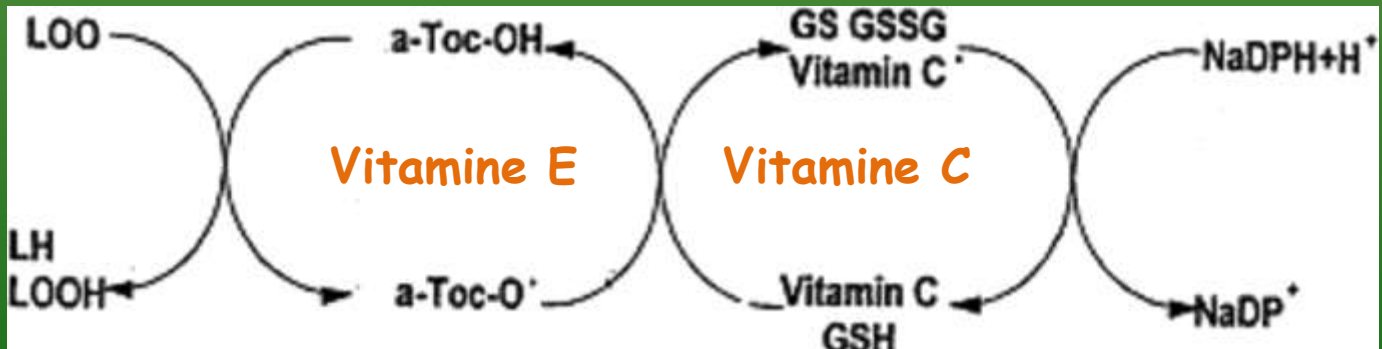 LOO
a-Toc-OH
GS GSSG
Vitamin C·
NaDPH+H⁺
Vitamine E
Vitamine C
LH
LOOH
a-Toc-O·
Vitamin C
GSH
NaDP⁺